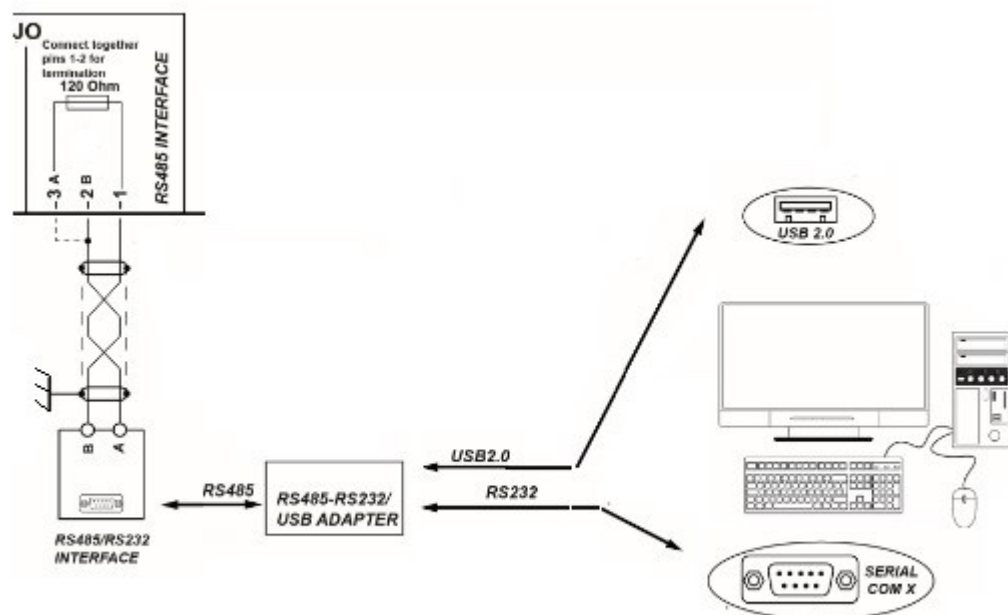 JO
Connect together
pins 1-2 for
termination
120 Ohm
RS485 INTERFACE
3 A
2 B
1
B
A
RS485/RS232
INTERFACE
RS485
RS485-RS232/
USB ADAPTER
USB2.0
RS232
USB 2.0
SERIAL
COM X